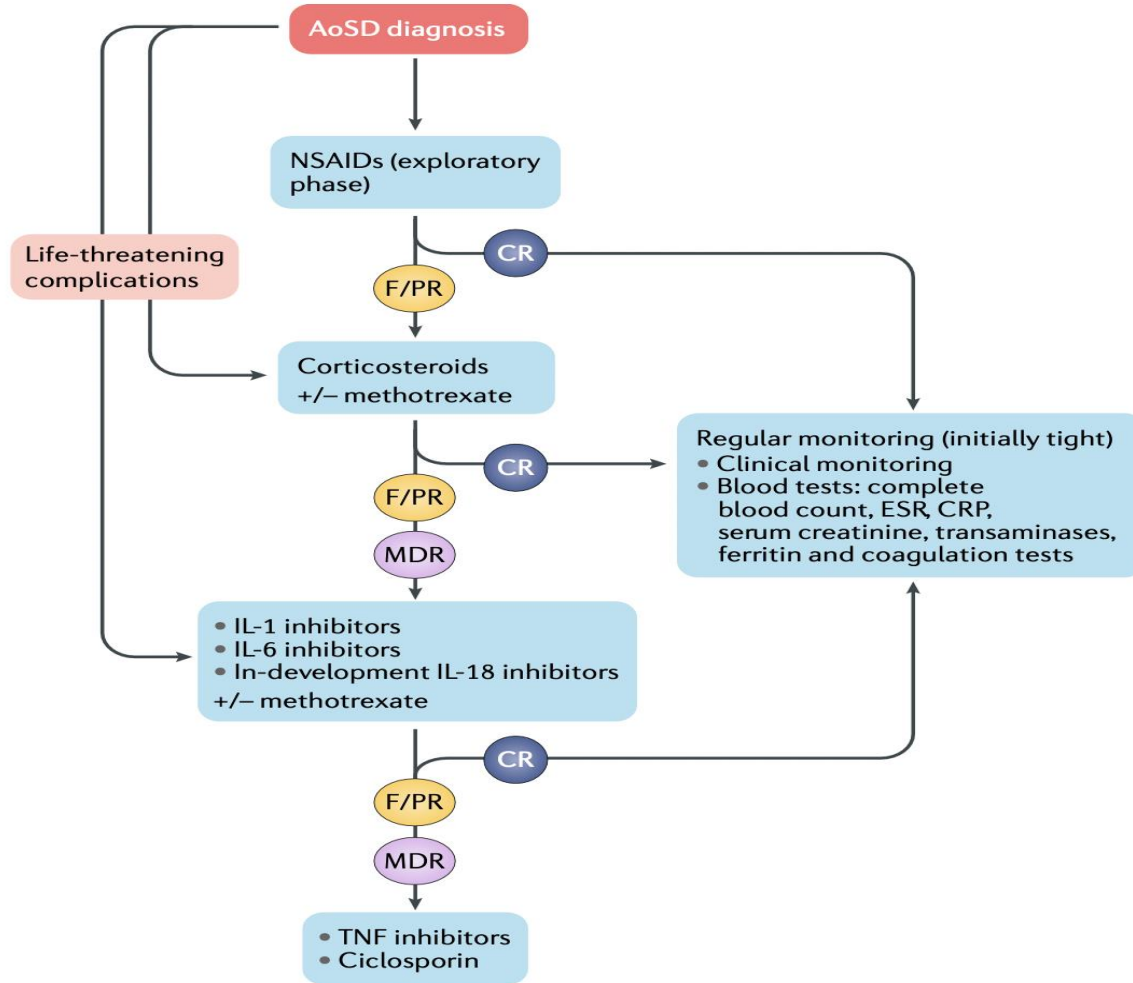 AoSD diagnosis
NSAIDs (exploratory
phase)
CR
Life-threatening
complications
F/PR
Corticosteroids
+/– methotrexate
CR
F/PR
MDR
Regular monitoring (initially tight)
• Clinical monitoring
• Blood tests: complete
blood count, ESR, CRP,
serum creatinine, transaminases,
ferritin and coagulation tests
• IL-1 inhibitors
• IL-6 inhibitors
• In-development IL-18 inhibitors
+/– methotrexate
CR
F/PR
MDR
• TNF inhibitors
• Ciclosporin